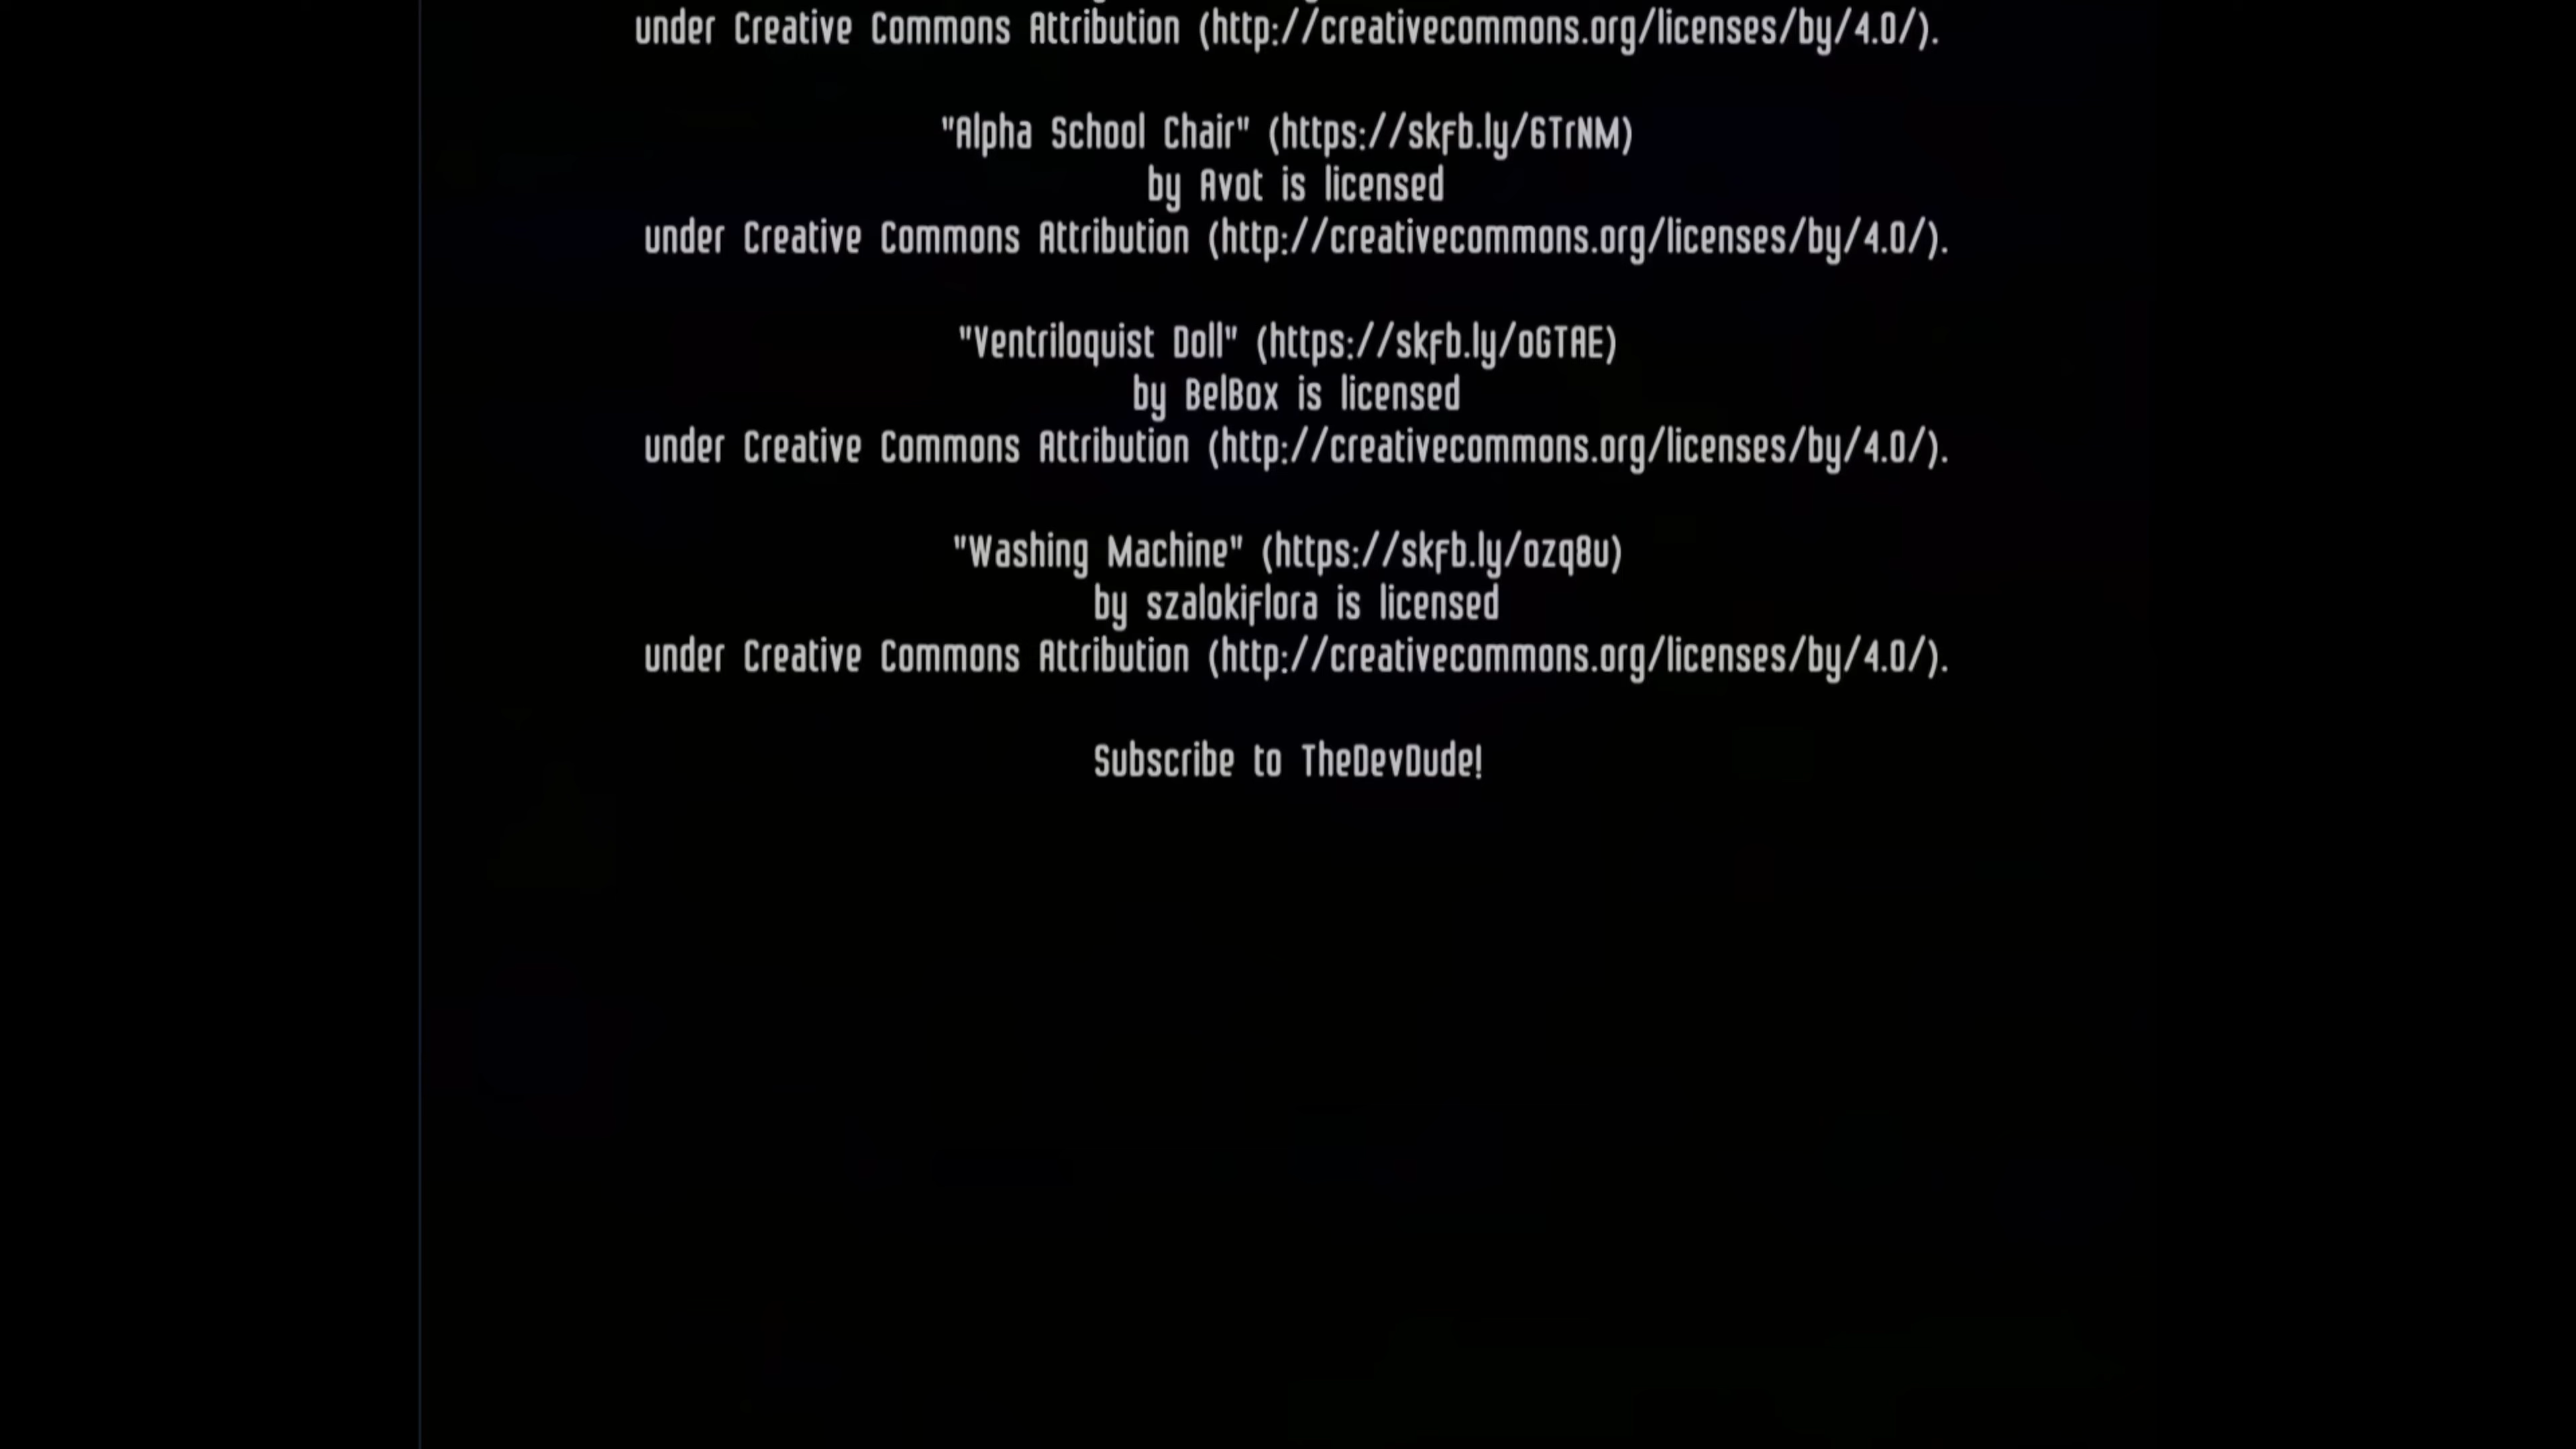 under Creative Commons Attribution (http://creativecommons.org/licenses/by/4.0/).
"Alpha School Chair" (https://skfb.ly/6TrNM)
by Avot is licensed
under Creative Commons Attribution (http://creativecommons.org/licenses/by/4.0/).
"Ventriloquist Doll" (https://skfb.ly/oGTAE)
by BelBox is licensed
under Creative Commons Attribution (http://creativecommons.org/licenses/by/4.0/).
"Washing Machine" (https://skfb.ly/ozq8u)
by szalokiflora is licensed
under Creative Commons Attribution (http://creativecommons.org/licenses/by/4.0/).
Subscribe to TheDevDude!